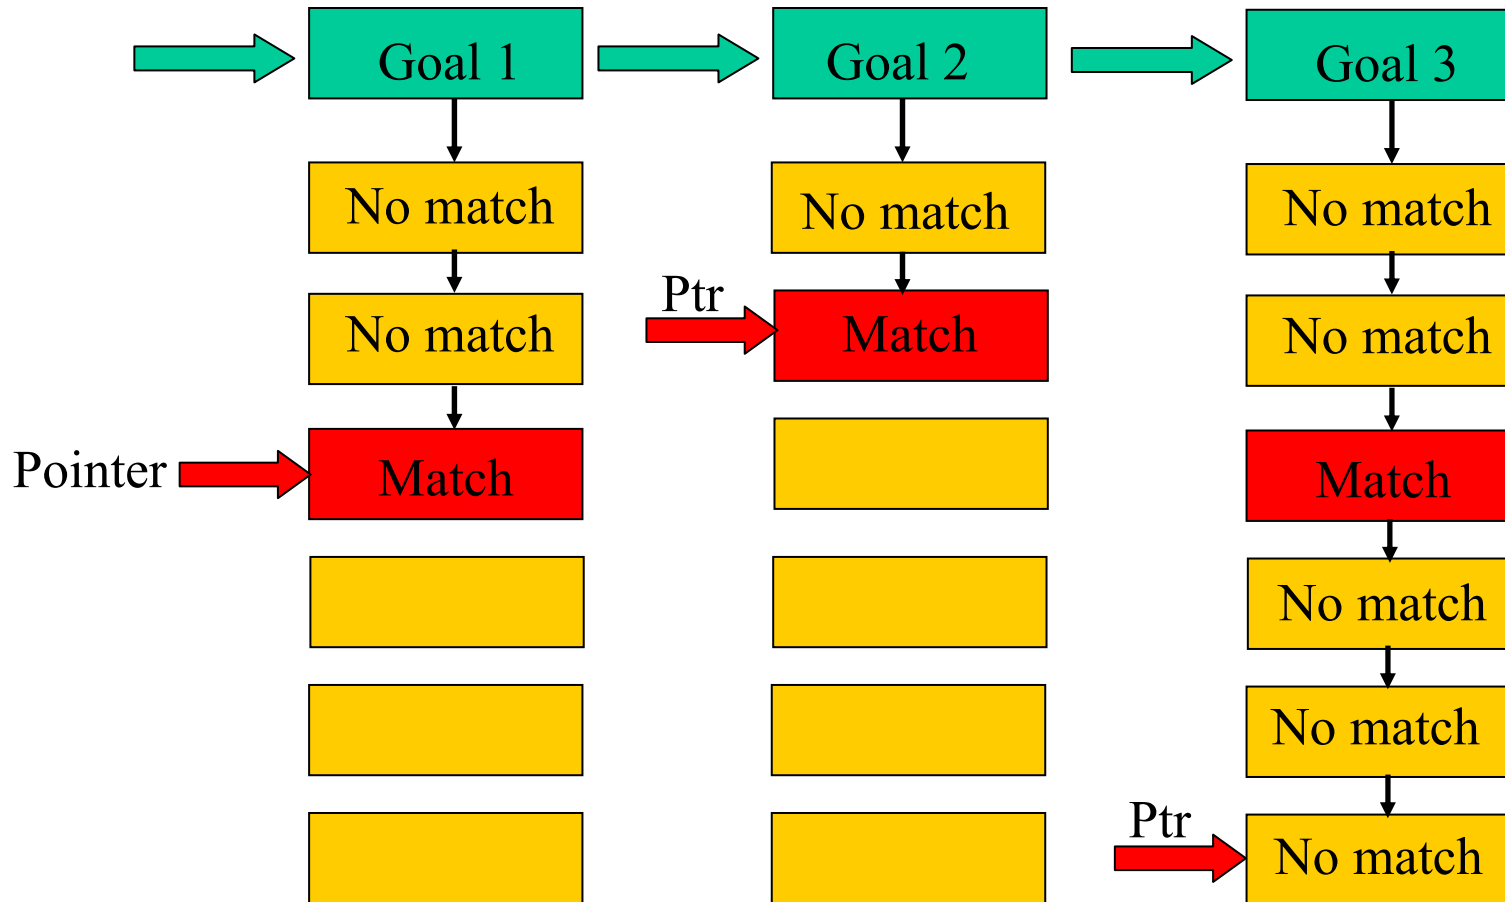 Goal 1
Goal 2
Goal 3
No match
No match
No match
Ptr
No match
Match
No match
Pointer
Match
Match
No match
No match
Ptr
No match